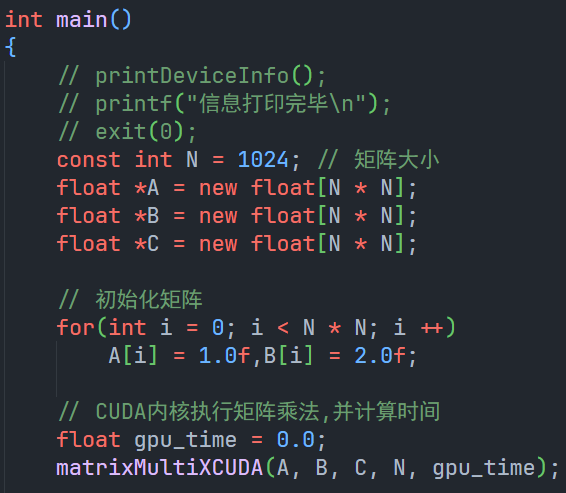 int main()
{
    // printDeviceInfo();
    // printf("信息打印完毕\n");
    // exit(0);
    const int N = 1024; // 矩阵大小
    float *A = new float[N * N];
    float *B = new float[N * N];
    float *C = new float[N * N];

    // 初始化矩阵
    for(int i = 0; i < N * N; i ++)
        A[i] = 1.0f,B[i] = 2.0f;

    // CUDA内核执行矩阵乘法,并计算时间
    float gpu_time = 0.0;
    matrixMultiXCUDA(A, B, C, N, gpu_time);